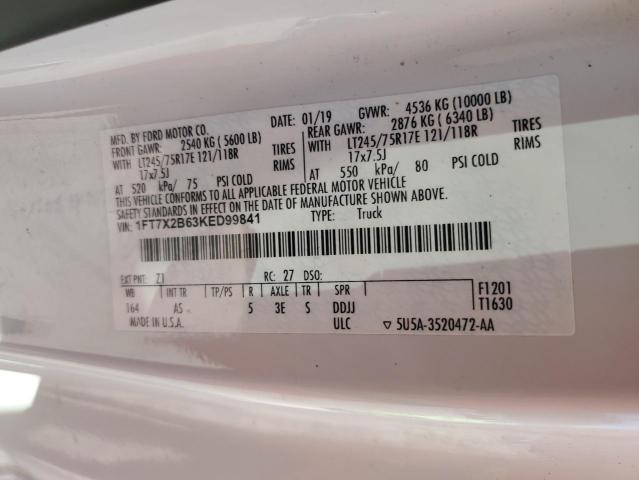 MFD. BY FORD MOTOR CO.
DATE: 01/19 GVWR: 4536 KG (10000 LB)
FRONT GAWR: 2540 KG (5600 LB)
REAR GAWR: 2876 KG (6340 LB)
WITH LT245/75R17E 121/118R TIRES
WITH LT245/75R17E 121/118R TIRES
17x7.5J RIMS
17x7.5J RIMS
AT 520 kPa/ 75 PSI COLD
AT 550 kPa/ 80 PSI COLD
THIS VEHICLE CONFORMS TO ALL APPLICABLE FEDERAL MOTOR VEHICLE
SAFETY STANDARDS IN EFFECT ON THE DATE OF MANUFACTURE SHOWN ABOVE.
VIN: 1FT7X2B63KED99841 TYPE: Truck
EXT PNT: Z1 RC: 27 DSO:
WB INT TR TP/PS R AXLE TR SPR F1201
164 AS 5 3E S DDJJ T1630
MADE IN U.S.A. ULC ▽ 5U5A-3520472-AA